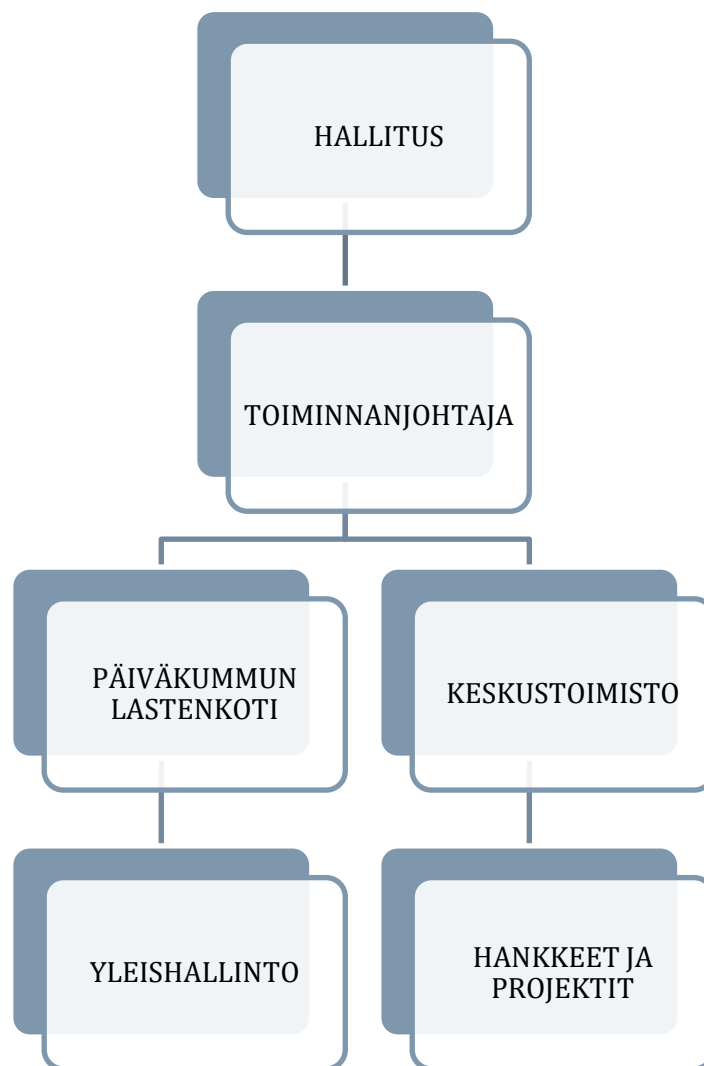 HALLITUS
TOIMINNANJOHTAJA
PÄIVÄKUMMUN
LASTENKOTI
KESKUSTOIMISTO
YLEISHALLINTO
HANKKEET JA
PROJEKTIT